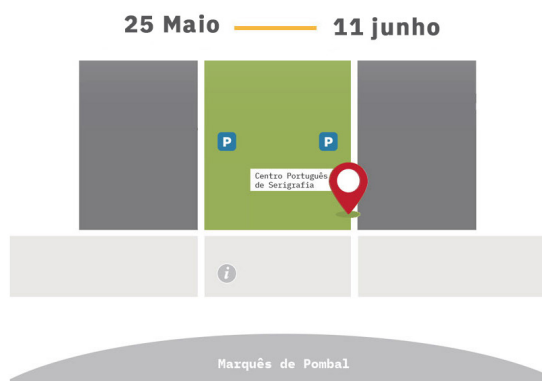 25 Maio
11 junho
P
P
Centro Português
de Serigrafia
i
Marquês de Pombal